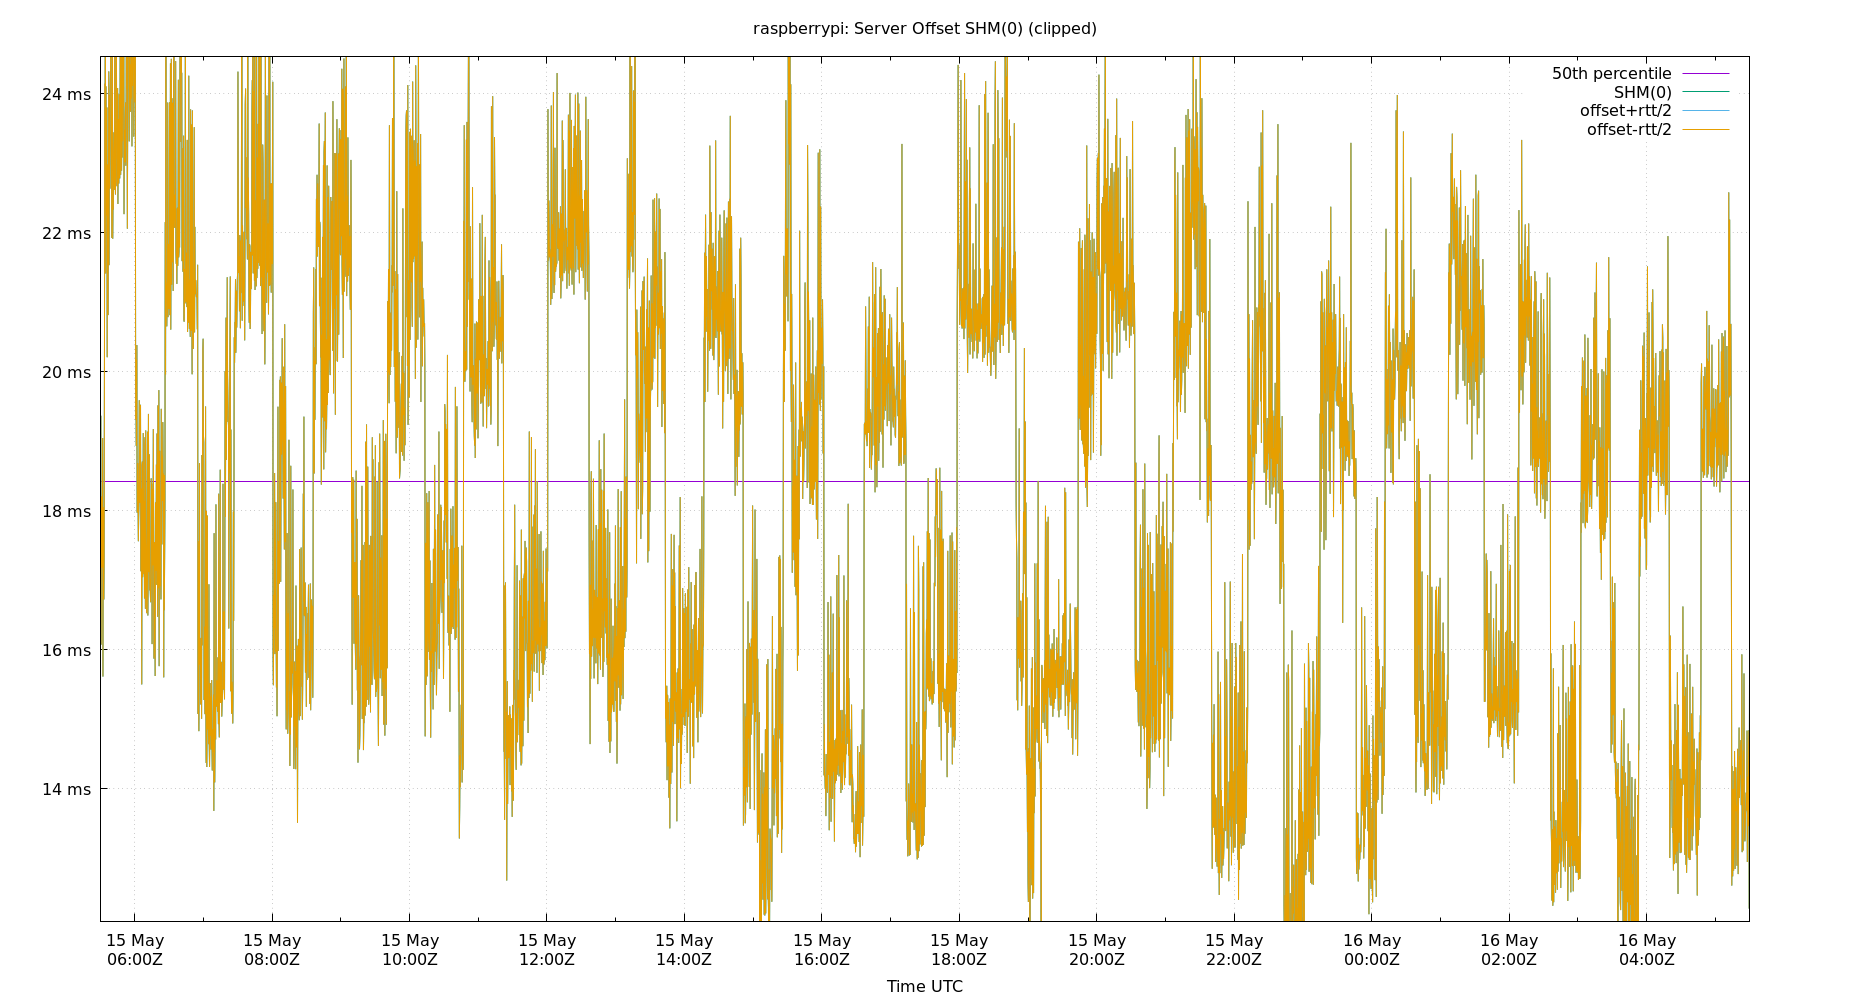 raspberrypi: Server Offset SHM(0) (clipped)
50th percentile
SHM(0)
offset+rtt/2
offset-rtt/2
24 ms
22 ms
20 ms
18 ms
16 ms
14 ms
15 May 15 May 15 May 15 May 15 May 15 May 15 May 15 May 15 May 16 May 16 May 16 May
06:00Z 08:00Z 10:00Z 12:00Z 14:00Z 16:00Z 18:00Z 20:00Z 22:00Z 00:00Z 02:00Z 04:00Z
Time UTC